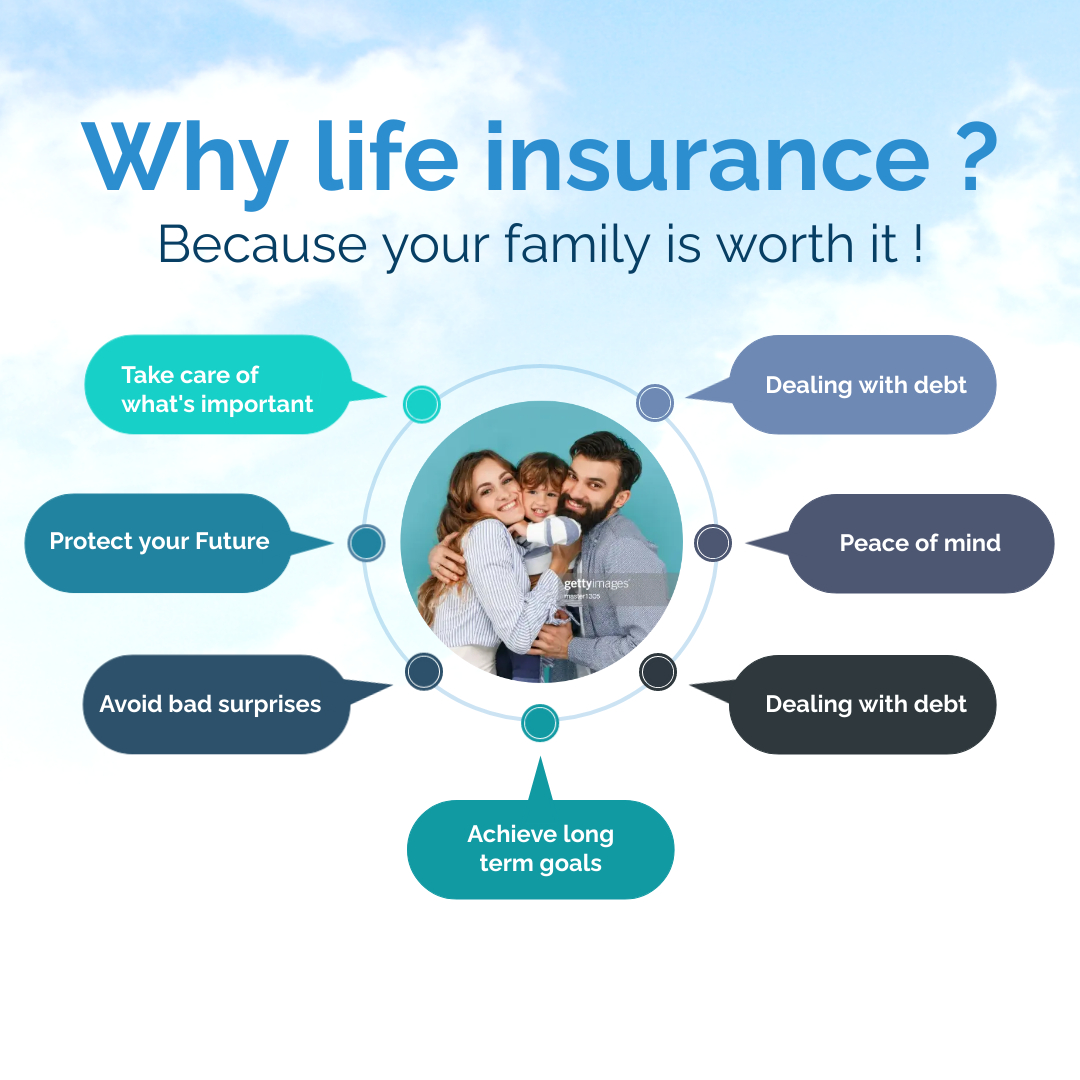 Why life insurance ?
Because your family is worth it !
Take care of
what's important
Dealing with debt
Protect your Future
Peace of mind
gettyimages®
master1305
Avoid bad surprises
Dealing with debt
Achieve long
term goals